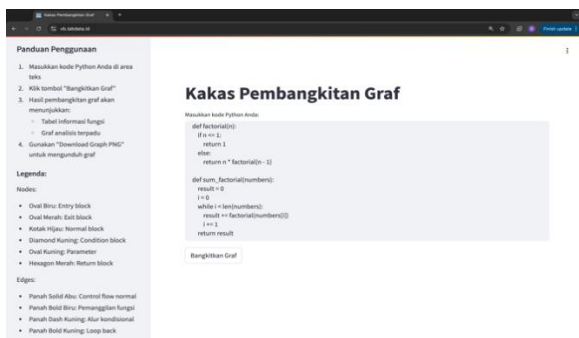 Kakas Pembangkitan Graf
Finish update
Panduan Penggunaan
1. Masukkan kode Python Anda di area
teks
2. Klik tombol "Bangkitkan Graf"
3. Hasil pembangkitan graf akan
menunjukkan:
Tabel informasi fungsi
Graf analisis terpadu
4. Gunakan "Download Graph PNG"
untuk mengunduh graf
Legenda:
Nodes:
Oval Biru: Entry block
Oval Merah: Exit block
Kotak Hijau: Normal block
Diamond Kuning: Condition block
Oval Kuning: Parameter
Hexagon Merah: Return block
Edges:
Panah Solid Abu: Control flow normal
Panah Bold Biru: Pemanggilan fungsi
Panah Dash Kuning: Alur kondisional
Panah Bold Kuning: Loop back
Kakas Pembangkitan Graf
Masukkan kode Python Anda:
def factorial(n):
if n <= 1:
return 1
else:
return n * factorial(n - 1)
def sum_factorial(numbers):
result = 0
i = 0
while i < len(numbers):
result += factorial(numbers[i])
i += 1
return result
Bangkitkan Graf